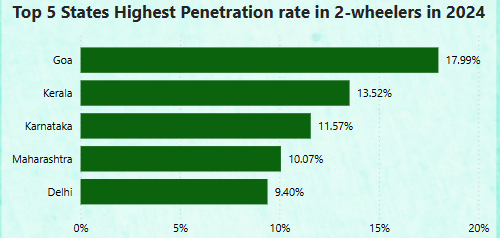 Top 5 States Highest Penetration rate in 2-wheelers in 2024
Goa 17.99%
Kerala 13.52%
Karnataka 11.57%
Maharashtra 10.07%
Delhi 9.40%
0% 5% 10% 15% 20%